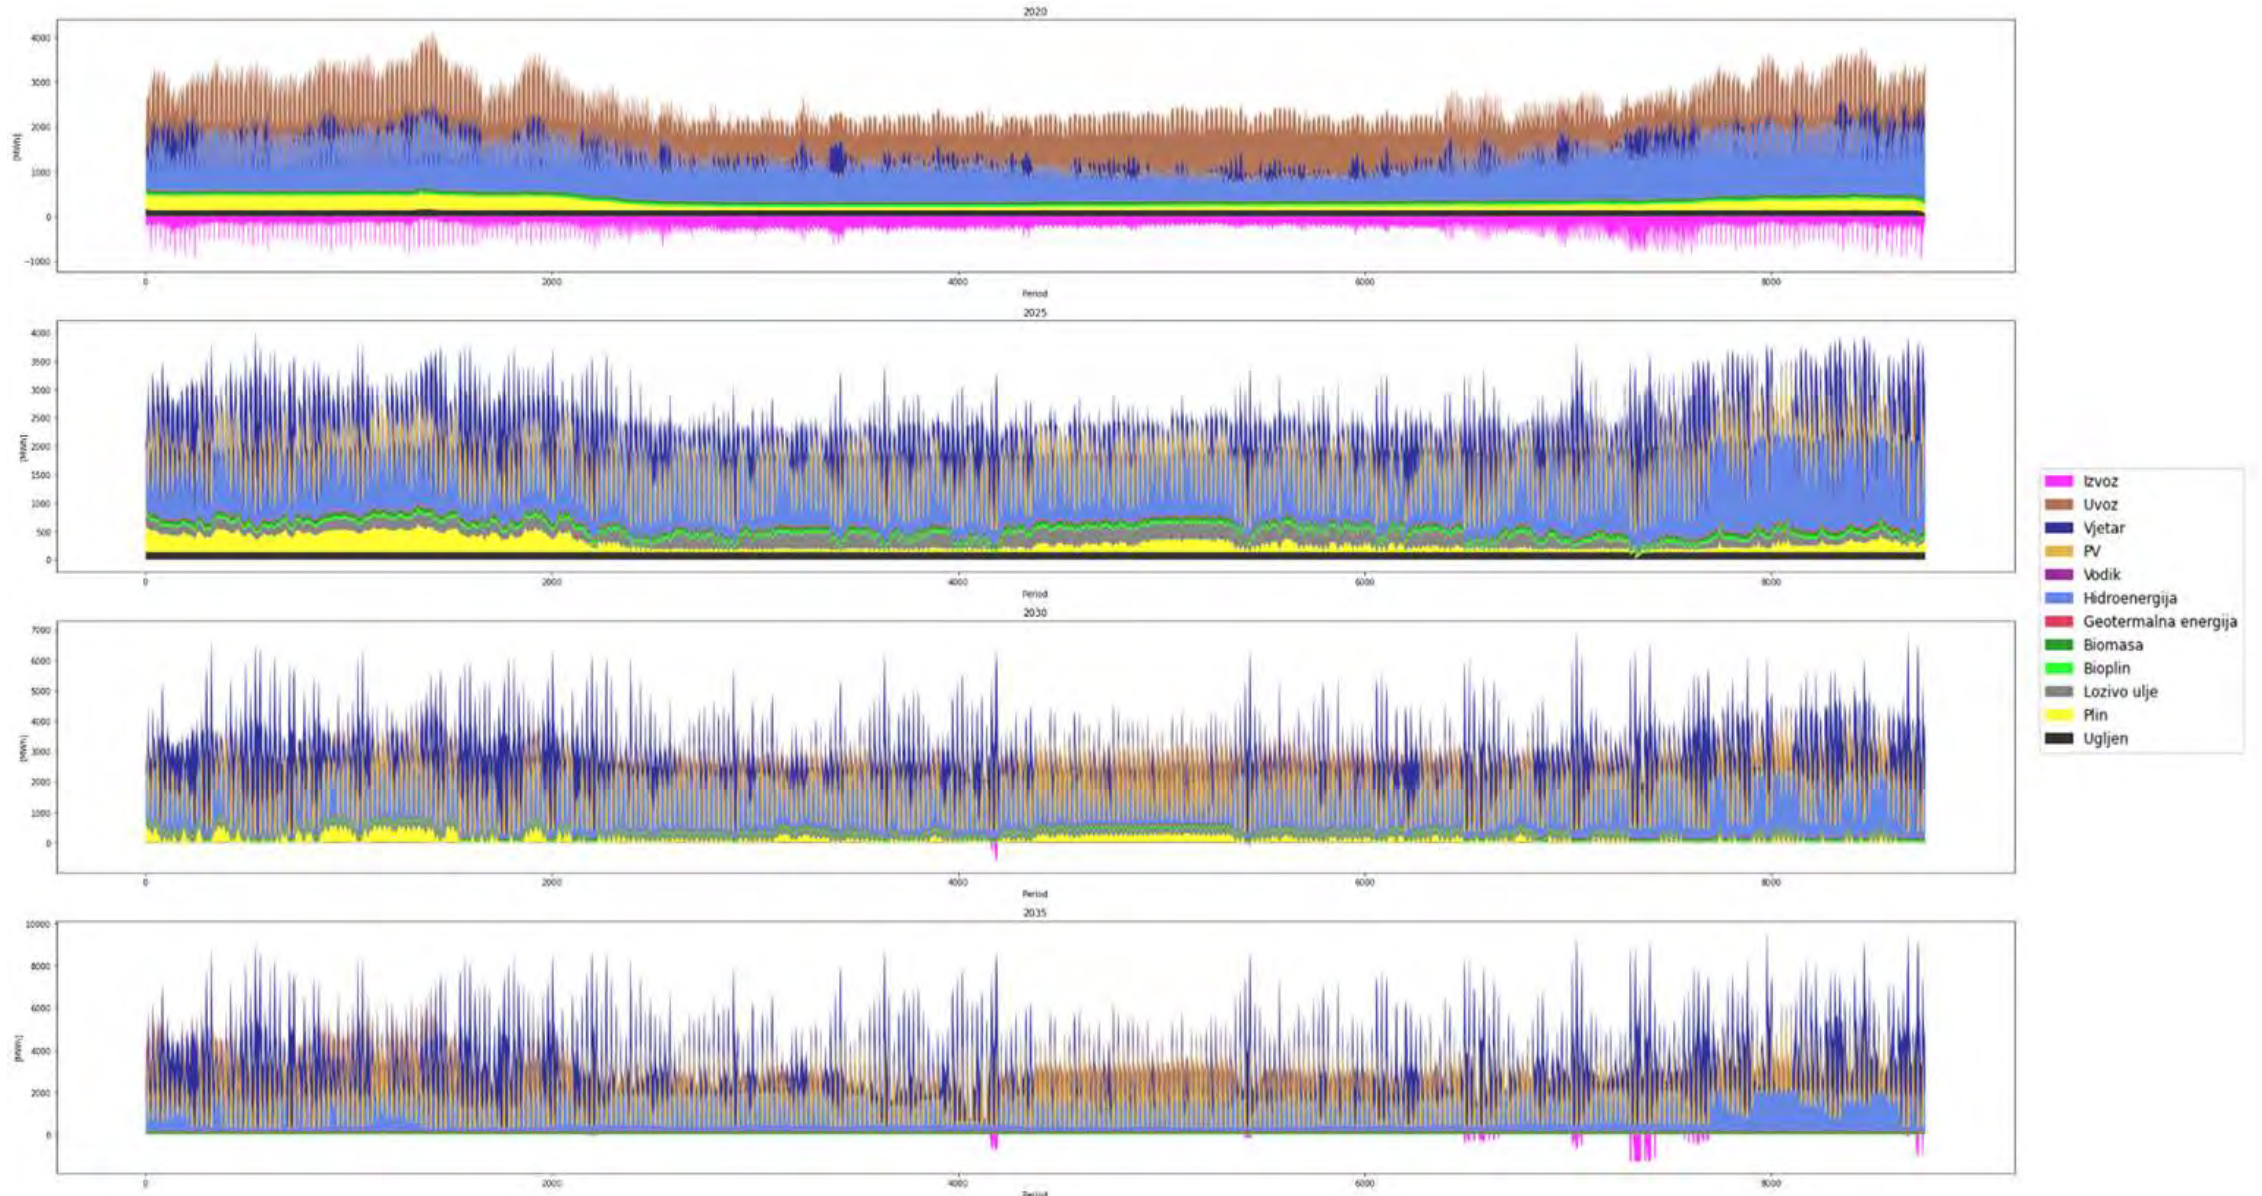 2020
4000
3000
2000
1000
0
−1000
[MWh]
0
2000
4000
6000
8000
Period
2025
4000
3500
3000
2500
2000
1500
1000
500
0
[MWh]
0
2000
4000
6000
8000
Period
2030
7000
6000
5000
4000
3000
2000
1000
0
[MWh]
0
2000
4000
6000
8000
Period
2035
10000
8000
6000
4000
2000
0
[MWh]
0
2000
4000
6000
8000
Period
Izvoz
Uvoz
Vjetar
PV
Vodik
Hidroenergija
Geotermalna energija
Biomasa
Bioplin
Lozivo ulje
Plin
Ugljen